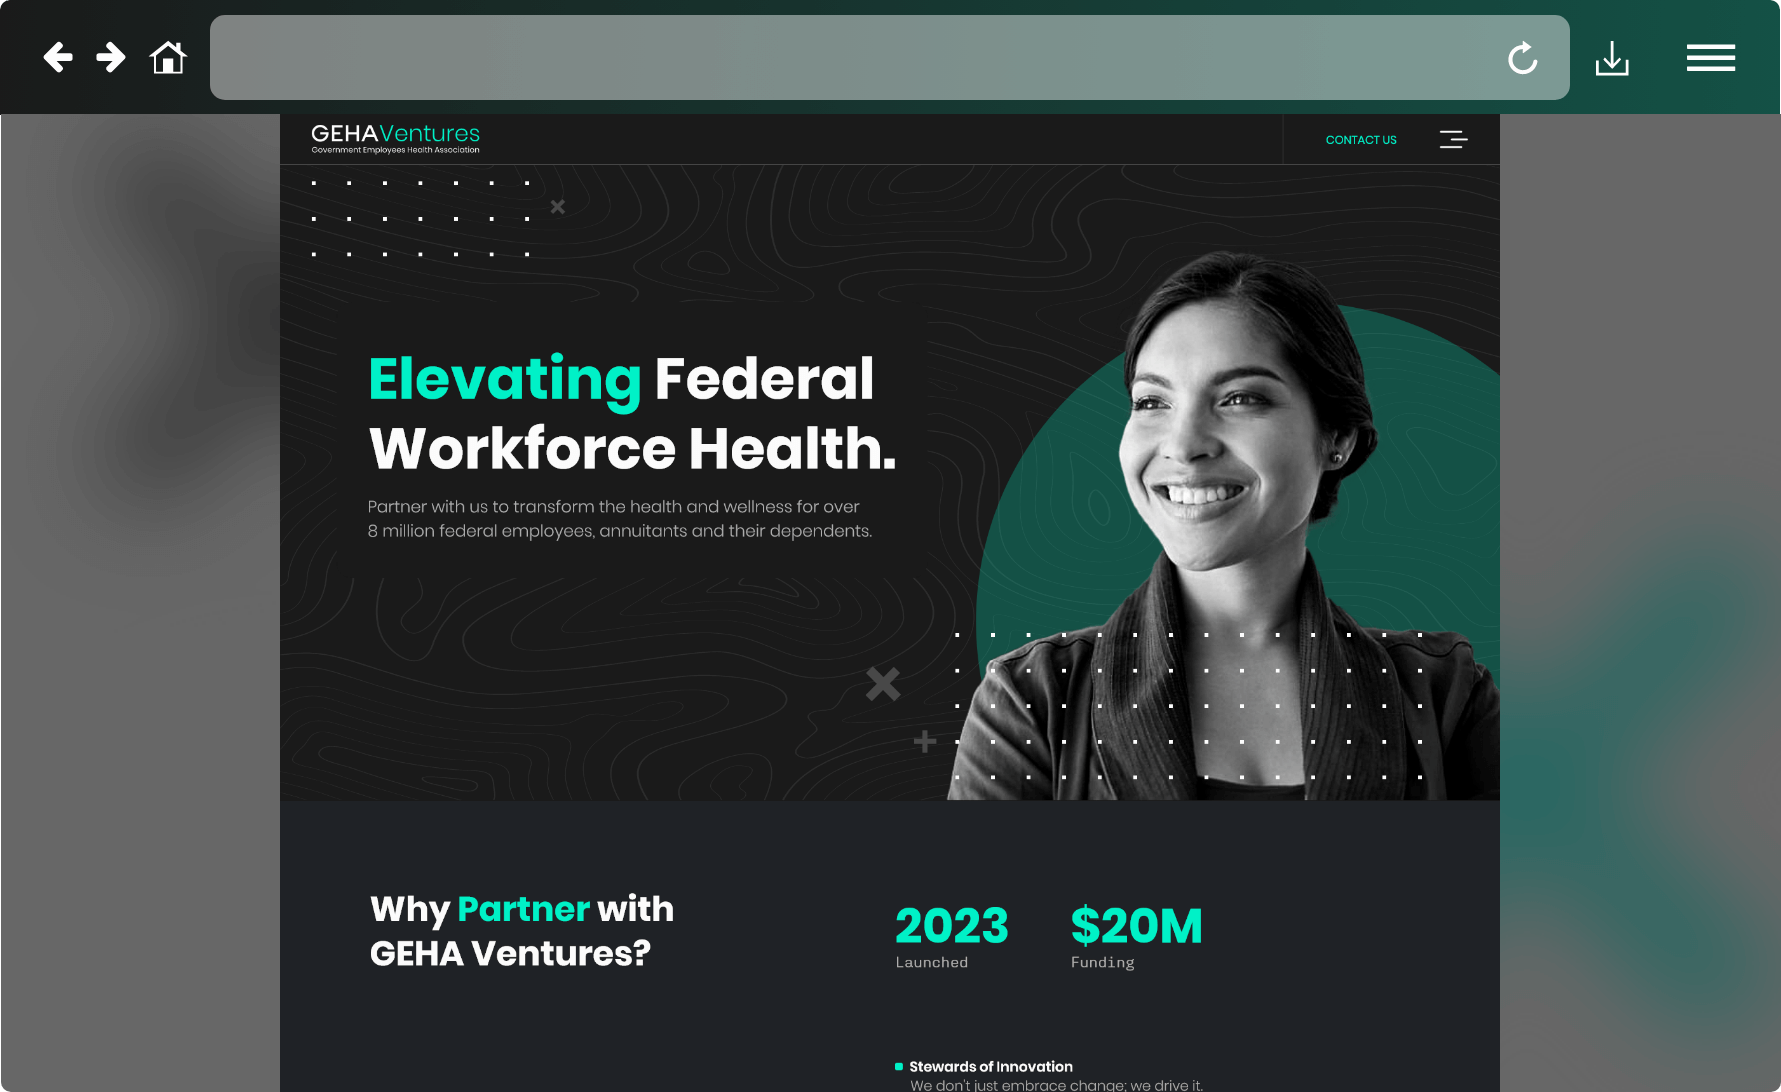 GEHAVentures
Government Employees Health Association
CONTACT US
Elevating Federal
Workforce Health.
Partner with us to transform the health and wellness for over
8 million federal employees, annuitants and their dependents.
Why Partner with
GEHA Ventures?
2023
Launched
$20M
Funding
Stewards of Innovation
We don't just embrace change; we drive it.